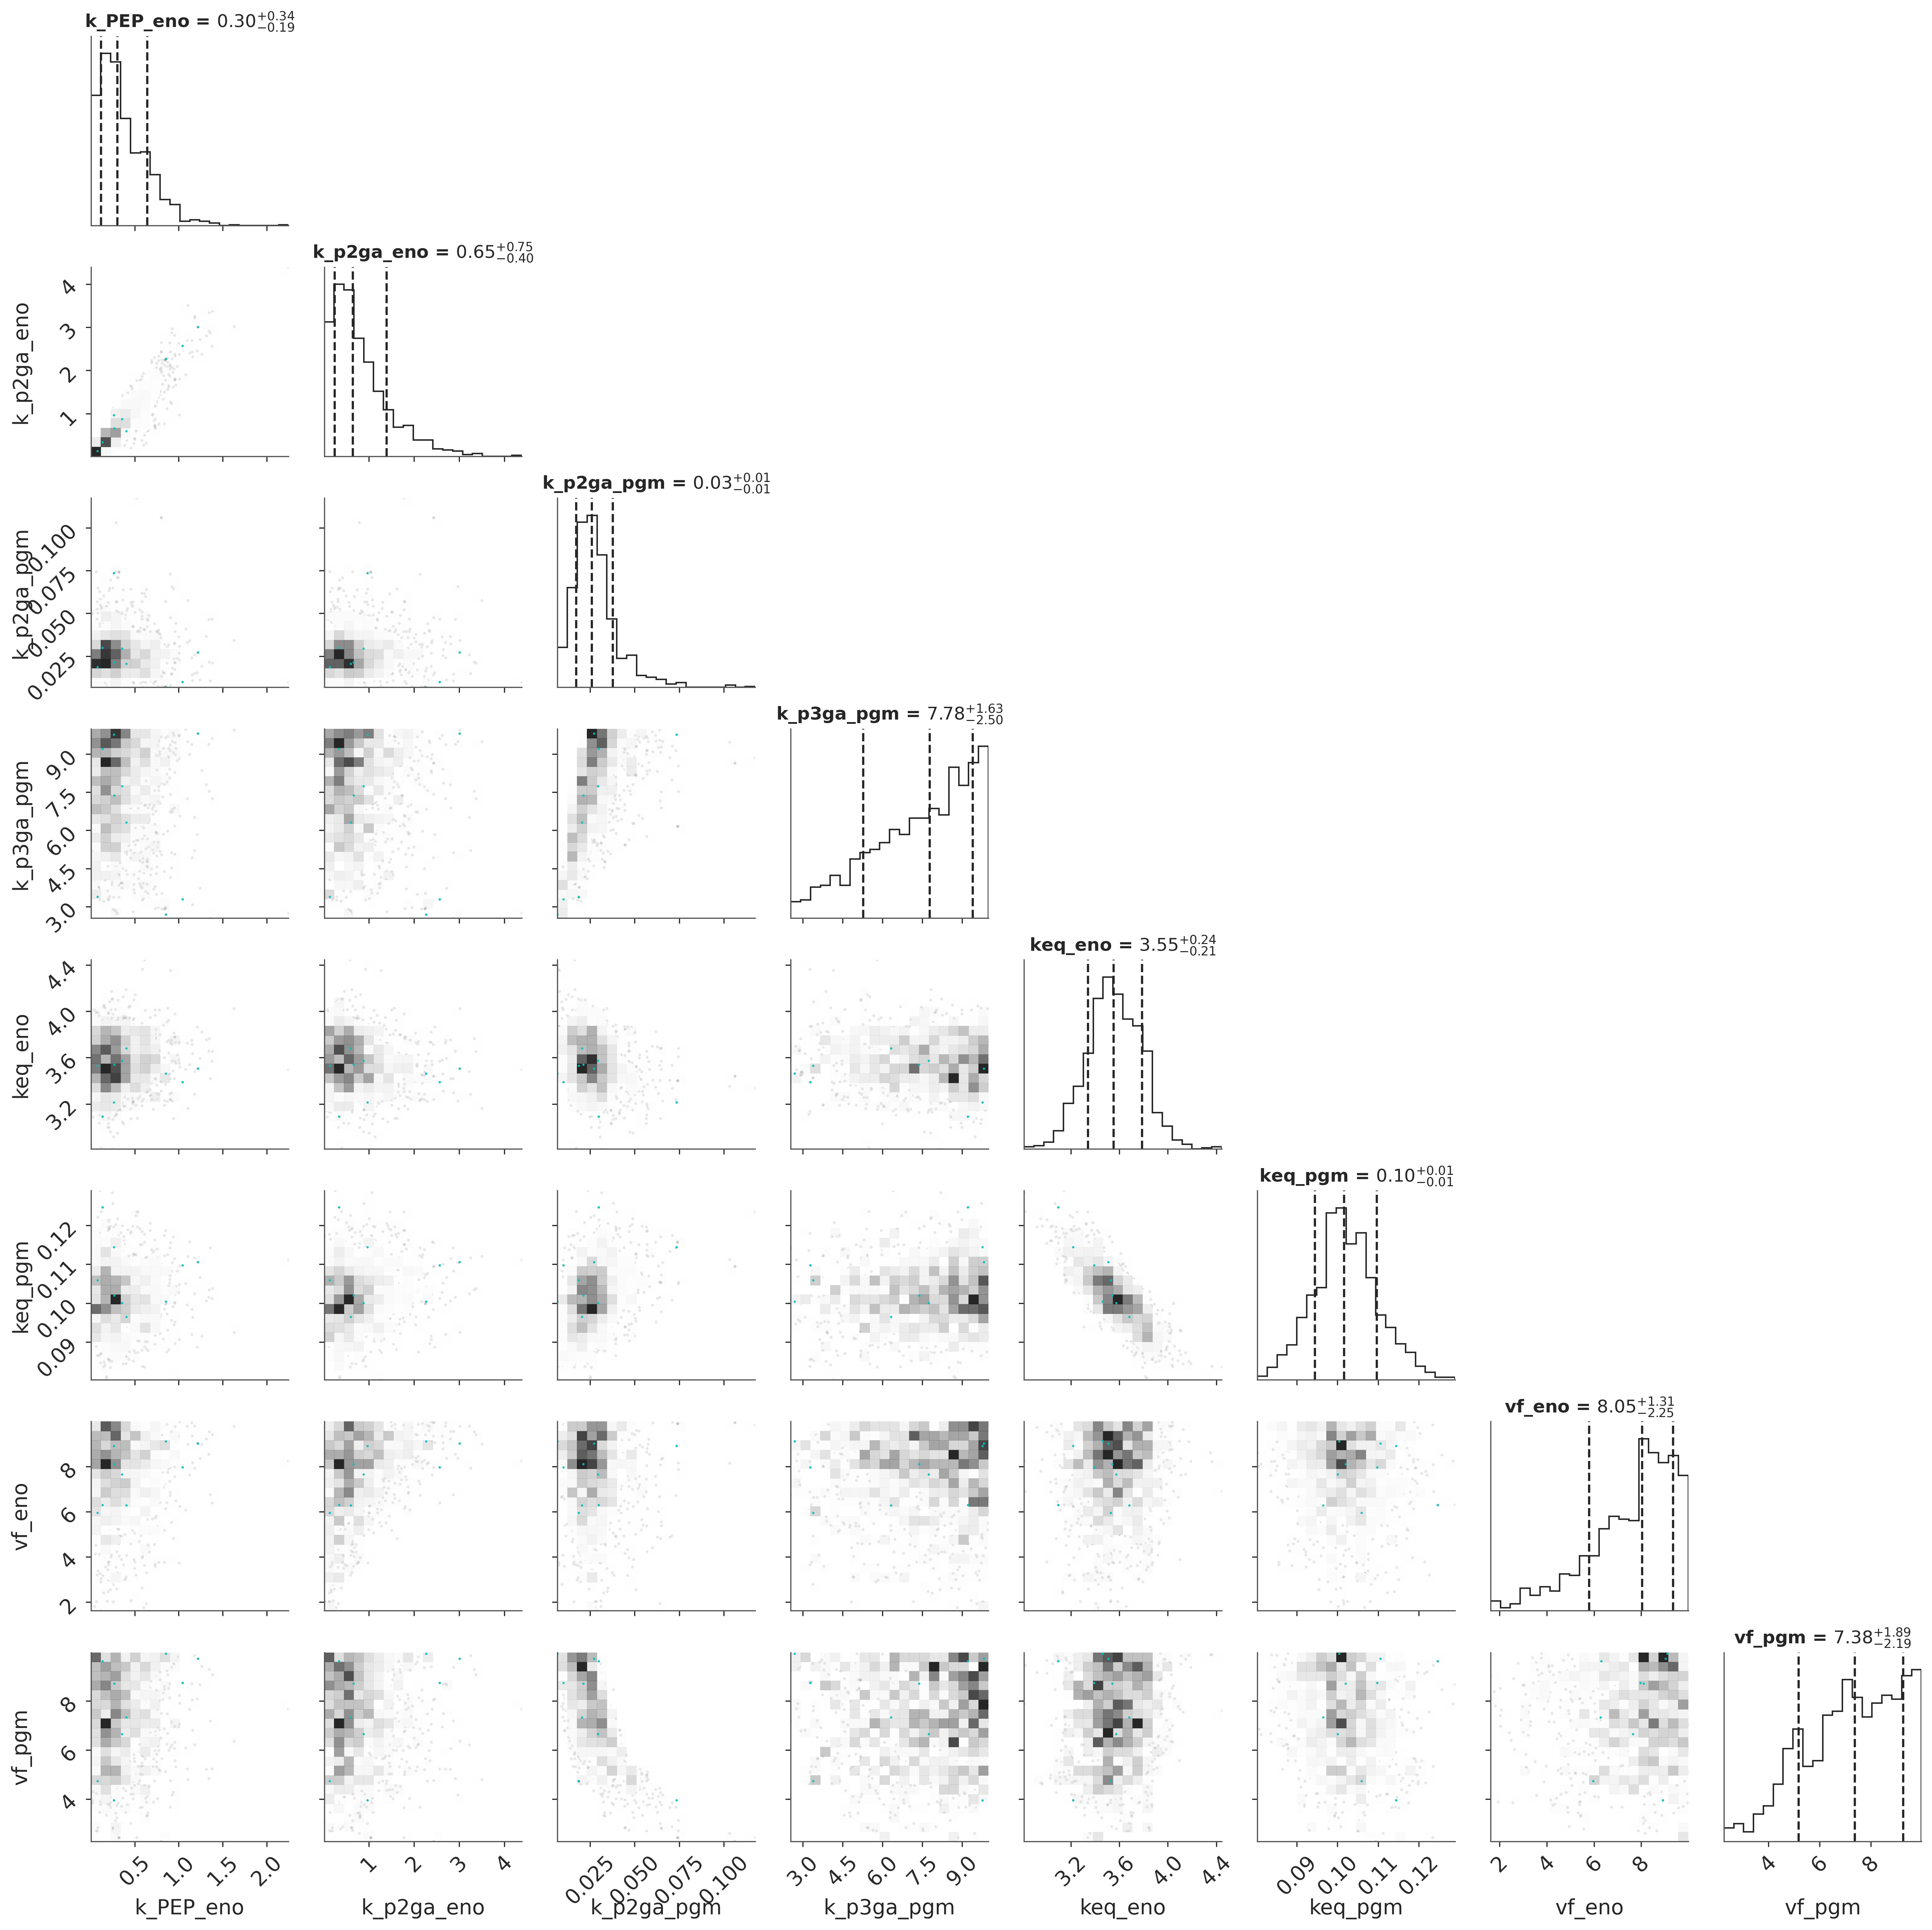 k_PEP_eno = 0.30+0.34−0.19
k_p2ga_eno = 0.65+0.75−0.40
k_p2ga_eno
4
3
2
1
k_p2ga_pgm = 0.03+0.01−0.01
k_p2ga_pgm
0.100
0.075
0.050
0.025
k_p3ga_pgm = 7.78+1.63−2.50
k_p3ga_pgm
9.0
7.5
6.0
4.5
3.0
keq_eno = 3.55+0.24−0.21
keq_eno
4.4
4.0
3.6
3.2
keq_pgm = 0.10+0.01−0.01
keq_pgm
0.12
0.11
0.10
0.09
vf_eno = 8.05+1.31−2.25
vf_eno
8
6
4
2
vf_pgm = 7.38+1.89−2.19
vf_pgm
8
6
4
0.5 1.0 2.0 1.5
1 2 3 4
0.025 0.050 0.075 0.100
3.0 4.5 6.0 7.5 9.0
3.2 3.6 4.0 4.4
0.09 0.10 0.11 0.12
2 4 6 8
4 6 8
k_PEP_eno k_p2ga_eno k_p2ga_pgm k_p3ga_pgm keq_eno keq_pgm vf_eno vf_pgm